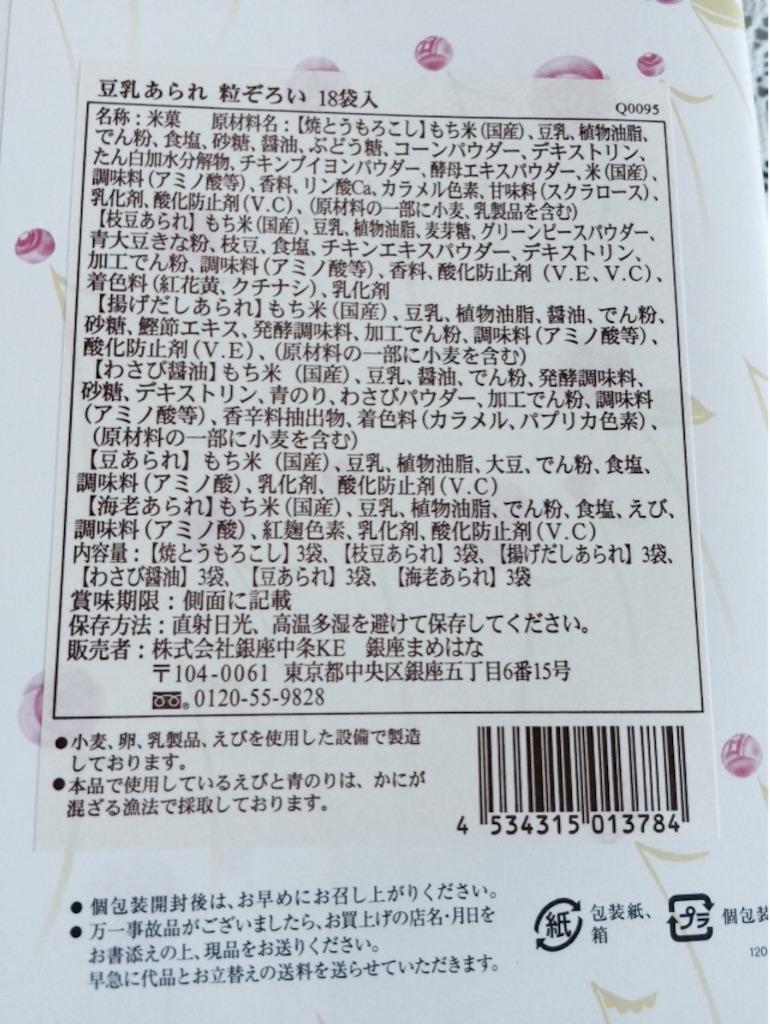 豆乳あられ 粒ぞろい 18袋入
Q0095
名称：米菓　原材料名：【焼とうもろこし】もち米（国産）、豆乳、植物油脂、
でん粉、食塩、砂糖、醤油、ぶどう糖、コーンパウダー、デキストリン、
たん白加水分解物、チキンブイヨンパウダー、酵母エキスパウダー、米（国産）、
調味料（アミノ酸等）、香料、リン酸Ca、カラメル色素、甘味料（スクラロース）、
乳化剤、酸化防止剤（V.C）、（原材料の一部に小麦、乳製品を含む）
【枝豆あられ】もち米（国産）、豆乳、植物油脂、麦芽糖、グリーンピースパウダー、
青大豆きな粉、枝豆、食塩、チキンエキスパウダー、デキストリン、
加工でん粉、調味料（アミノ酸等）、香料、酸化防止剤（V.E、V.C）、
着色料（紅花黄、クチナシ）、乳化剤
【揚げだしあられ】もち米（国産）、豆乳、植物油脂、醤油、でん粉、
砂糖、鰹節エキス、発酵調味料、加工でん粉、調味料（アミノ酸等）、
酸化防止剤（V.E）、（原材料の一部に小麦を含む）
【わさび醤油】もち米（国産）、豆乳、醤油、でん粉、発酵調味料、
砂糖、デキストリン、青のり、わさびパウダー、加工でん粉、調味料
（アミノ酸等）、香辛料抽出物、着色料（カラメル、パプリカ色素）、
（原材料の一部に小麦を含む）
【豆あられ】もち米（国産）、豆乳、植物油脂、大豆、でん粉、食塩、
調味料（アミノ酸）、乳化剤、酸化防止剤（V.C）
【海老あられ】もち米（国産）、豆乳、植物油脂、でん粉、食塩、えび、
調味料（アミノ酸）、紅麹色素、乳化剤、酸化防止剤（V.C）
内容量：【焼とうもろこし】3袋、【枝豆あられ】3袋、【揚げだしあられ】3袋、
【わさび醤油】3袋、【豆あられ】3袋、【海老あられ】3袋
賞味期限：側面に記載
保存方法：直射日光、高温多湿を避けて保存してください。
販売者：株式会社銀座中条KE　銀座まめはな
〒104-0061　東京都中央区銀座五丁目6番15号
0120-55-9828
●小麦、卵、乳製品、えびを使用した設備で製造
しております。
●本品で使用しているえびと青のりは、かにが
混ざる漁法で採取しております。
4 534315 013784
●個包装開封後は、お早めにお召し上がりください。
●万一事故品がございましたら、お買上げの店名・月日を
お書添えの上、現品をお送りください。
早急に代品とお立替えの送料を送らせていただきます。
紙 包装紙、
箱
プラ 個包装
120